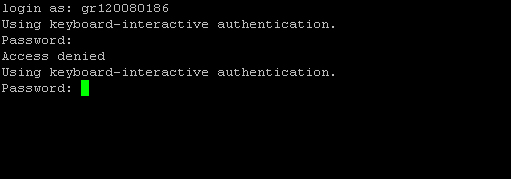 login as: gr120080186
Using keyboard-interactive authentication.
Password:
Access denied
Using keyboard-interactive authentication.
Password: